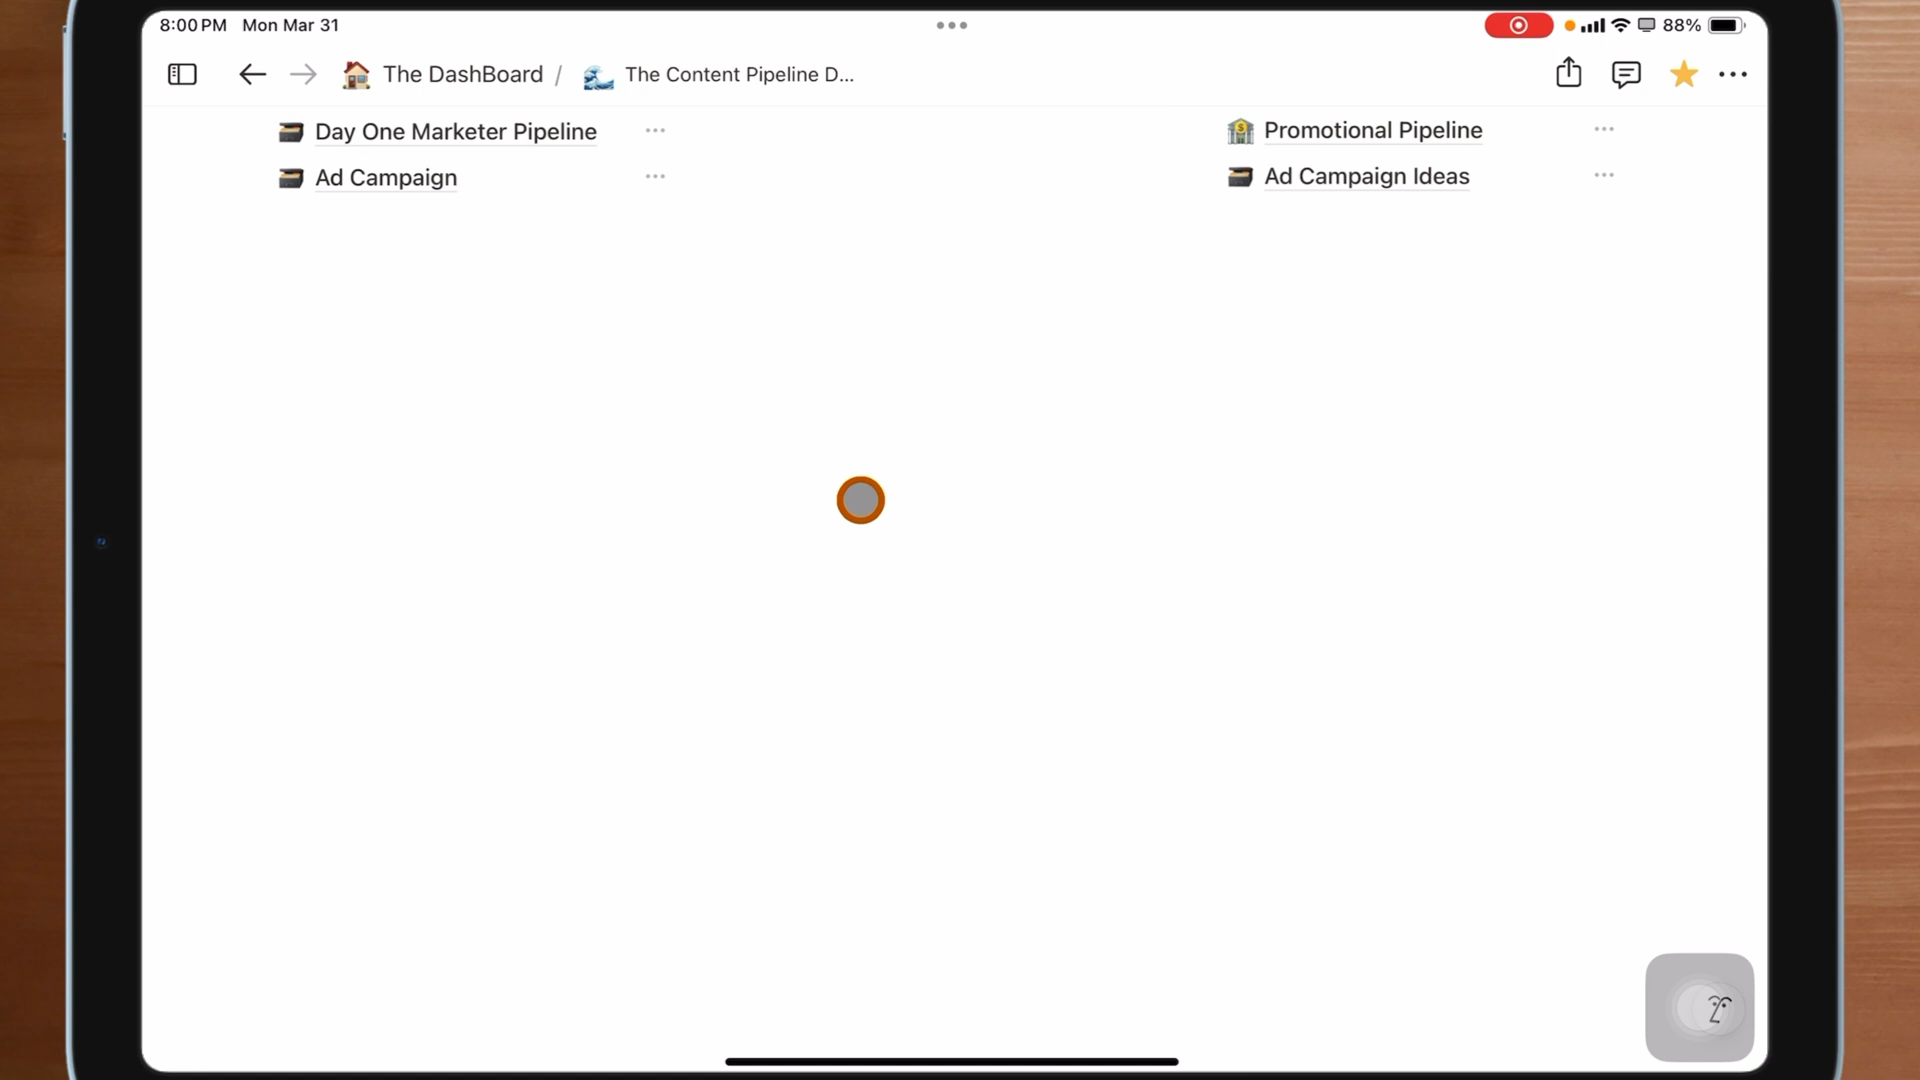 8:00 PM Mon Mar 31
88%
The DashBoard / The Content Pipeline D...
Day One Marketer Pipeline
Promotional Pipeline
Ad Campaign
Ad Campaign Ideas